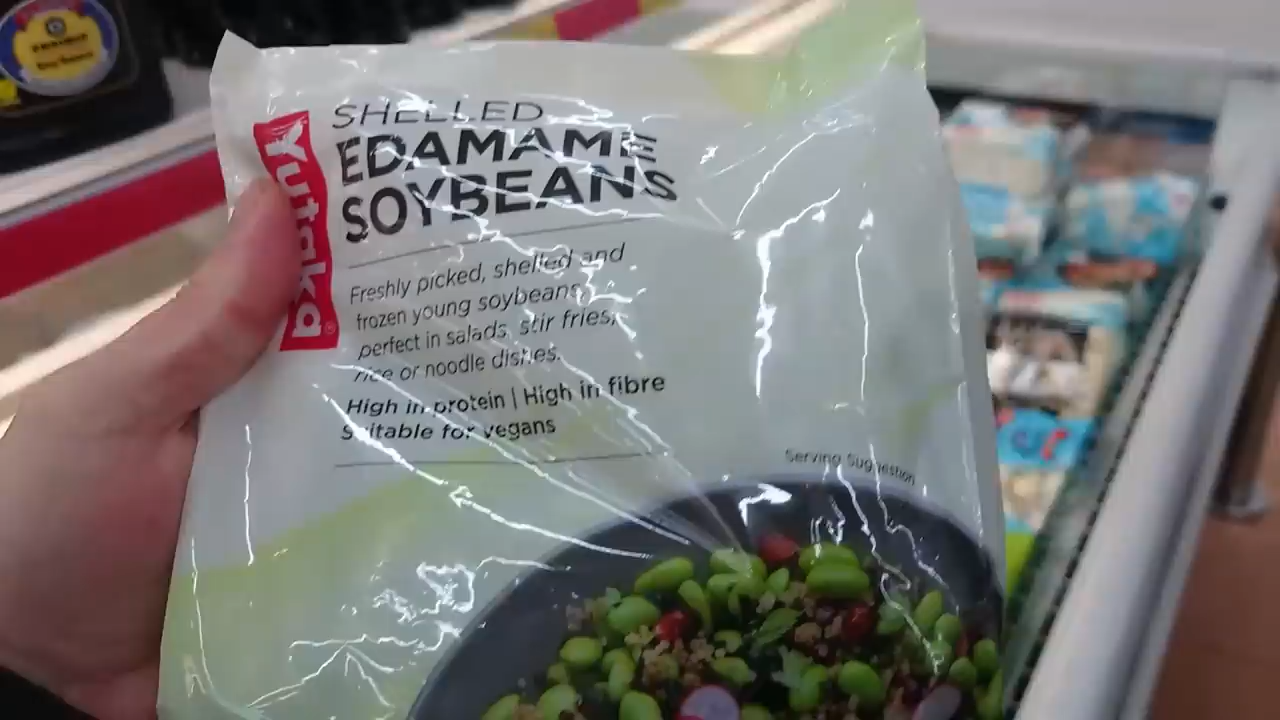 Yutaka
SHELLED
EDAMAME
SOYBEANS
Freshly picked, shelled and
frozen young soybeans,
perfect in salads, stir fries,
rice or noodle dishes.
High in protein | High in fibre
Suitable for vegans
Serving Suggestion